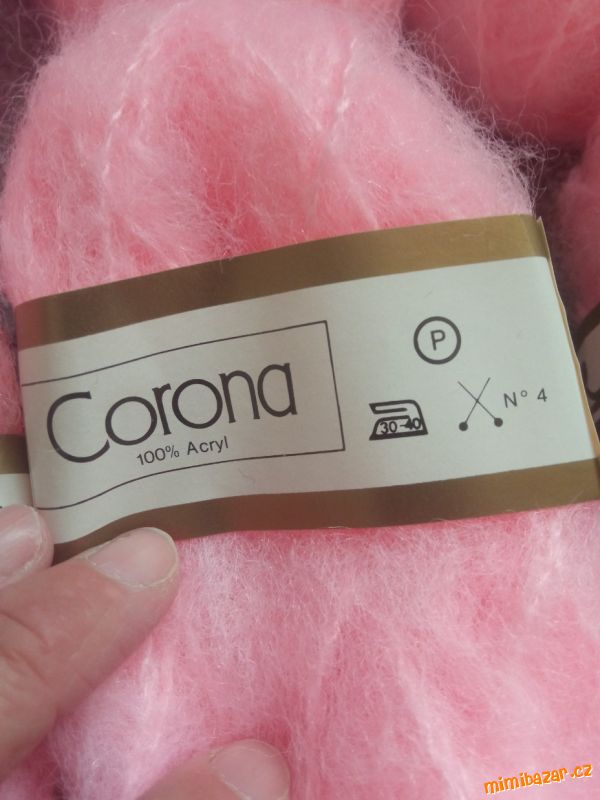 Corona
100% Acryl
P
30-40
N° 4
mimibazar.cz